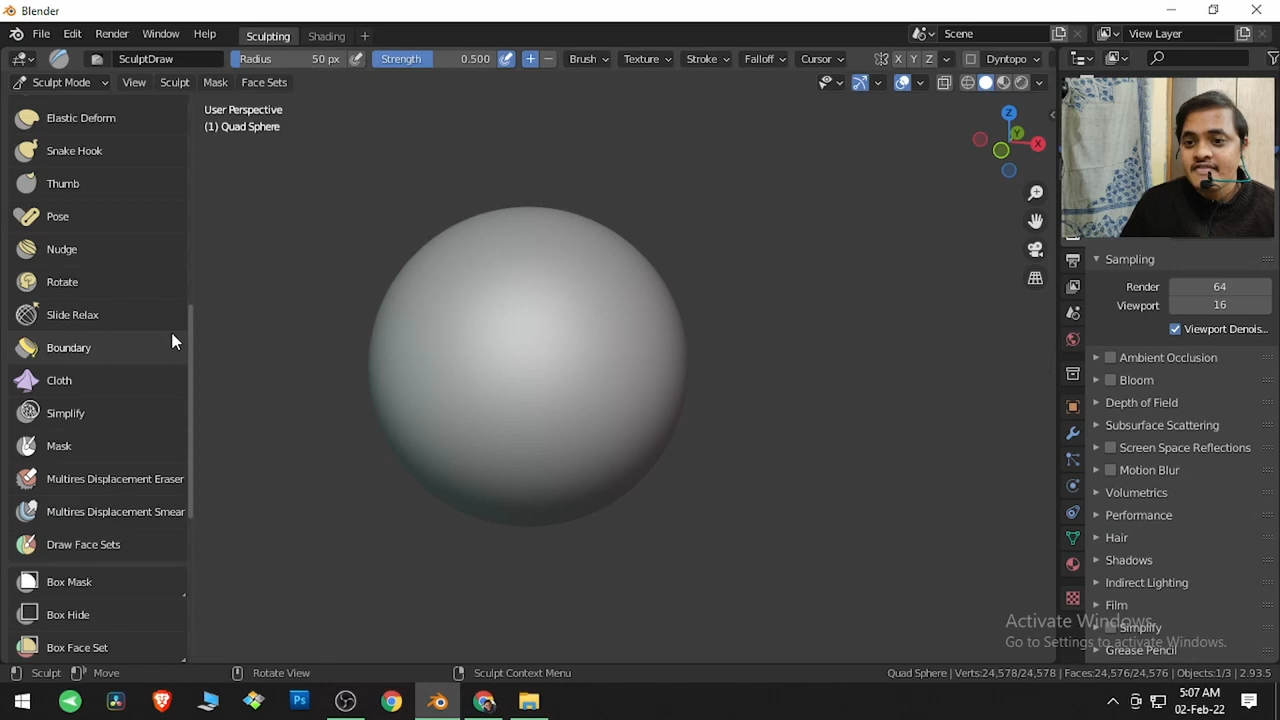 Blender
File Edit Render Window Help Sculpting Shading Scene View Layer
SculptDraw Radius 50 px Strength 0.500 Brush Texture Stroke Falloff Cursor X Y Z Dyntopo
Sculpt Mode View Sculpt Mask Face Sets
User Perspective
(1) Quad Sphere
Z
Y
X
Elastic Deform
Snake Hook
Thumb
Pose
Nudge
Rotate
Slide Relax
Boundary
Cloth
Simplify
Mask
Multires Displacement Eraser
Multires Displacement Smear
Draw Face Sets
Box Mask
Box Hide
Box Face Set
Sampling
Render 64
Viewport 16
Viewport Denois...
Ambient Occlusion
Bloom
Depth of Field
Subsurface Scattering
Screen Space Reflections
Motion Blur
Volumetrics
Performance
Hair
Shadows
Indirect Lighting
Film
Simplify
Grease Pencil
Activate Windows
Go to Settings to activate Windows.
Sculpt Move Rotate View Sculpt Context Menu Quad Sphere | Verts:24,578/24,578 | Faces:24,576/24,576 | Objects:1/3 | 2.93.5
Ps
5:07 AM
02-Feb-22